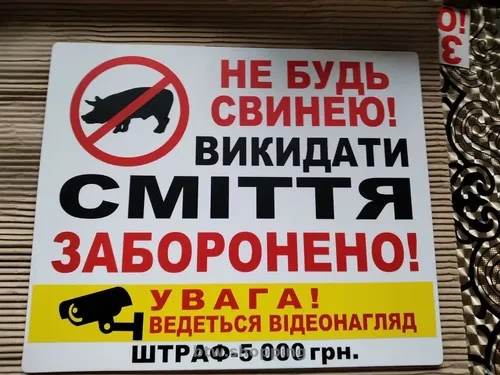 НЕ БУДЬ
СВИНЕЮ!
ВИКИДАТИ
СМІТТЯ
ЗАБОРОНЕНО!
УВАГА!
ВЕДЕТЬСЯ ВІДЕОНАГЛЯД
ШТРАФ 5 000 грн.